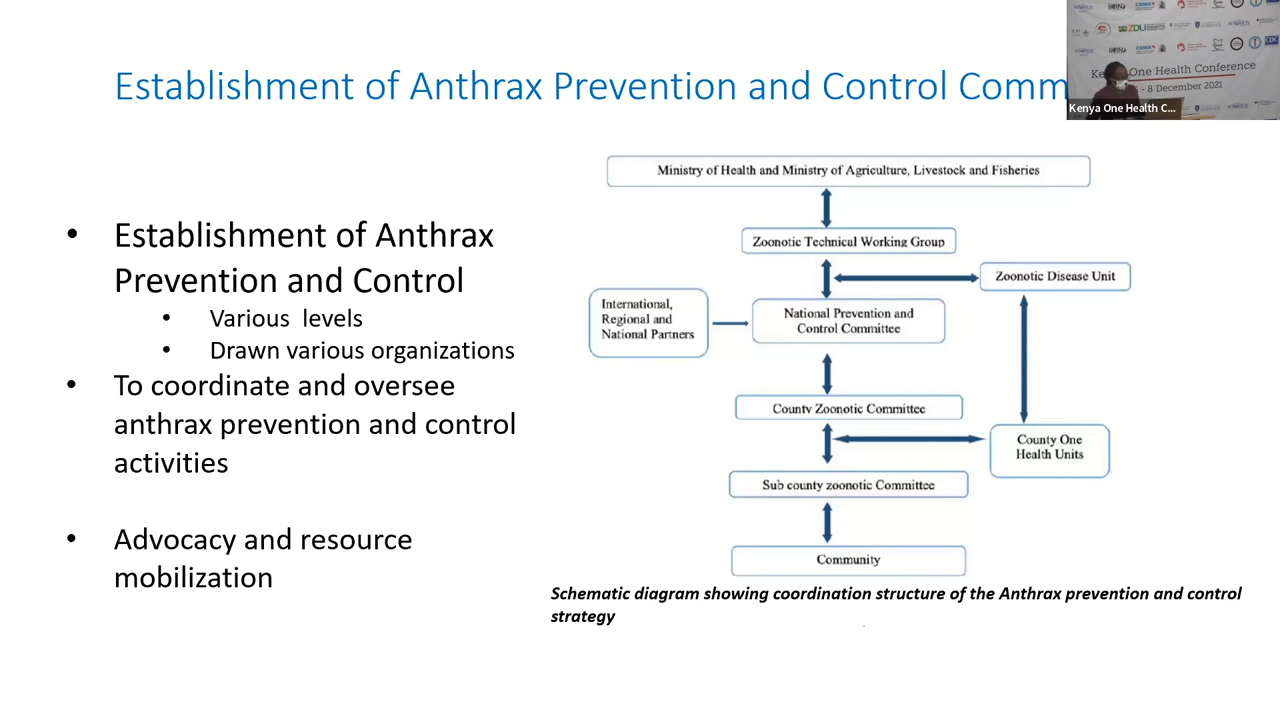 Establishment of Anthrax Prevention and Control Comm
Kenya One Health Conference
- 8 December 2021
Kenya One Health C...
• Establishment of Anthrax
Prevention and Control
• Various levels
• Drawn various organizations
• To coordinate and oversee
anthrax prevention and control
activities
• Advocacy and resource
mobilization
Ministry of Health and Ministry of Agriculture, Livestock and Fisheries
Zoonotic Technical Working Group
Zoonotic Disease Unit
International,
Regional and
National Partners
National Prevention and
Control Committee
County Zoonotic Committee
County One
Health Units
Sub county zoonotic Committee
Community
Schematic diagram showing coordination structure of the Anthrax prevention and control
strategy